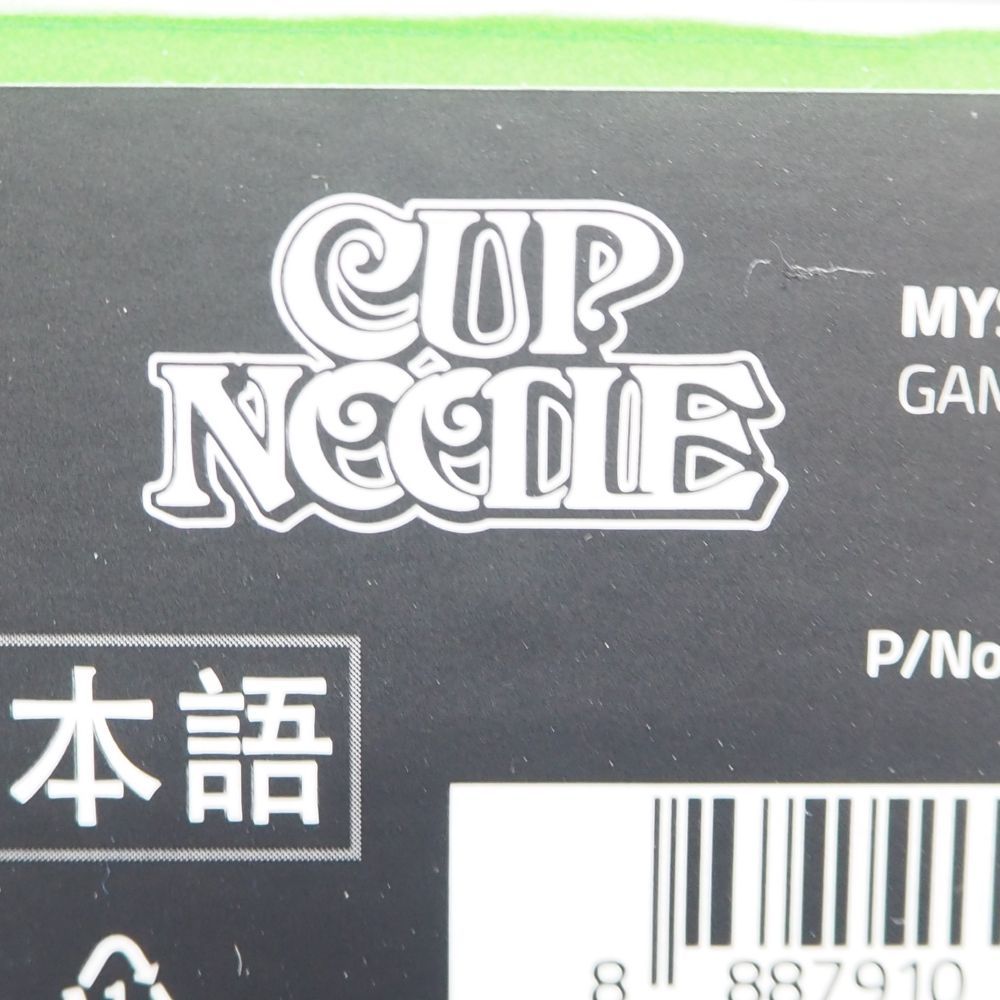 CUP
NOODLE
MYS
GAM
P/No
本語
8 887910